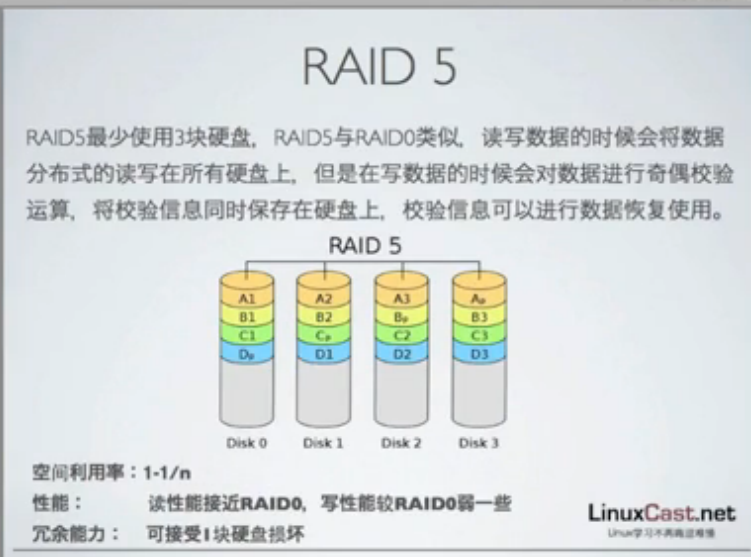 RAID 5
RAID5最少使用3块硬盘，RAID5与RAID0类似，读写数据的时候会将数据
分布式的读写在所有硬盘上，但是在写数据的时候会对数据进行奇偶校验
运算，将校验信息同时保存在硬盘上，校验信息可以进行数据恢复使用。
RAID 5
A1 A2 A3 Ap
B1 B2 Bp B3
C1 Cp C2 C3
Dp D1 D2 D3
Disk 0 Disk 1 Disk 2 Disk 3
空间利用率：1-1/n
性能： 读性能接近RAID0，写性能较RAID0弱一些
冗余能力： 可接受1块硬盘损坏
LinuxCast.net
Linux学习不再商逗难懂